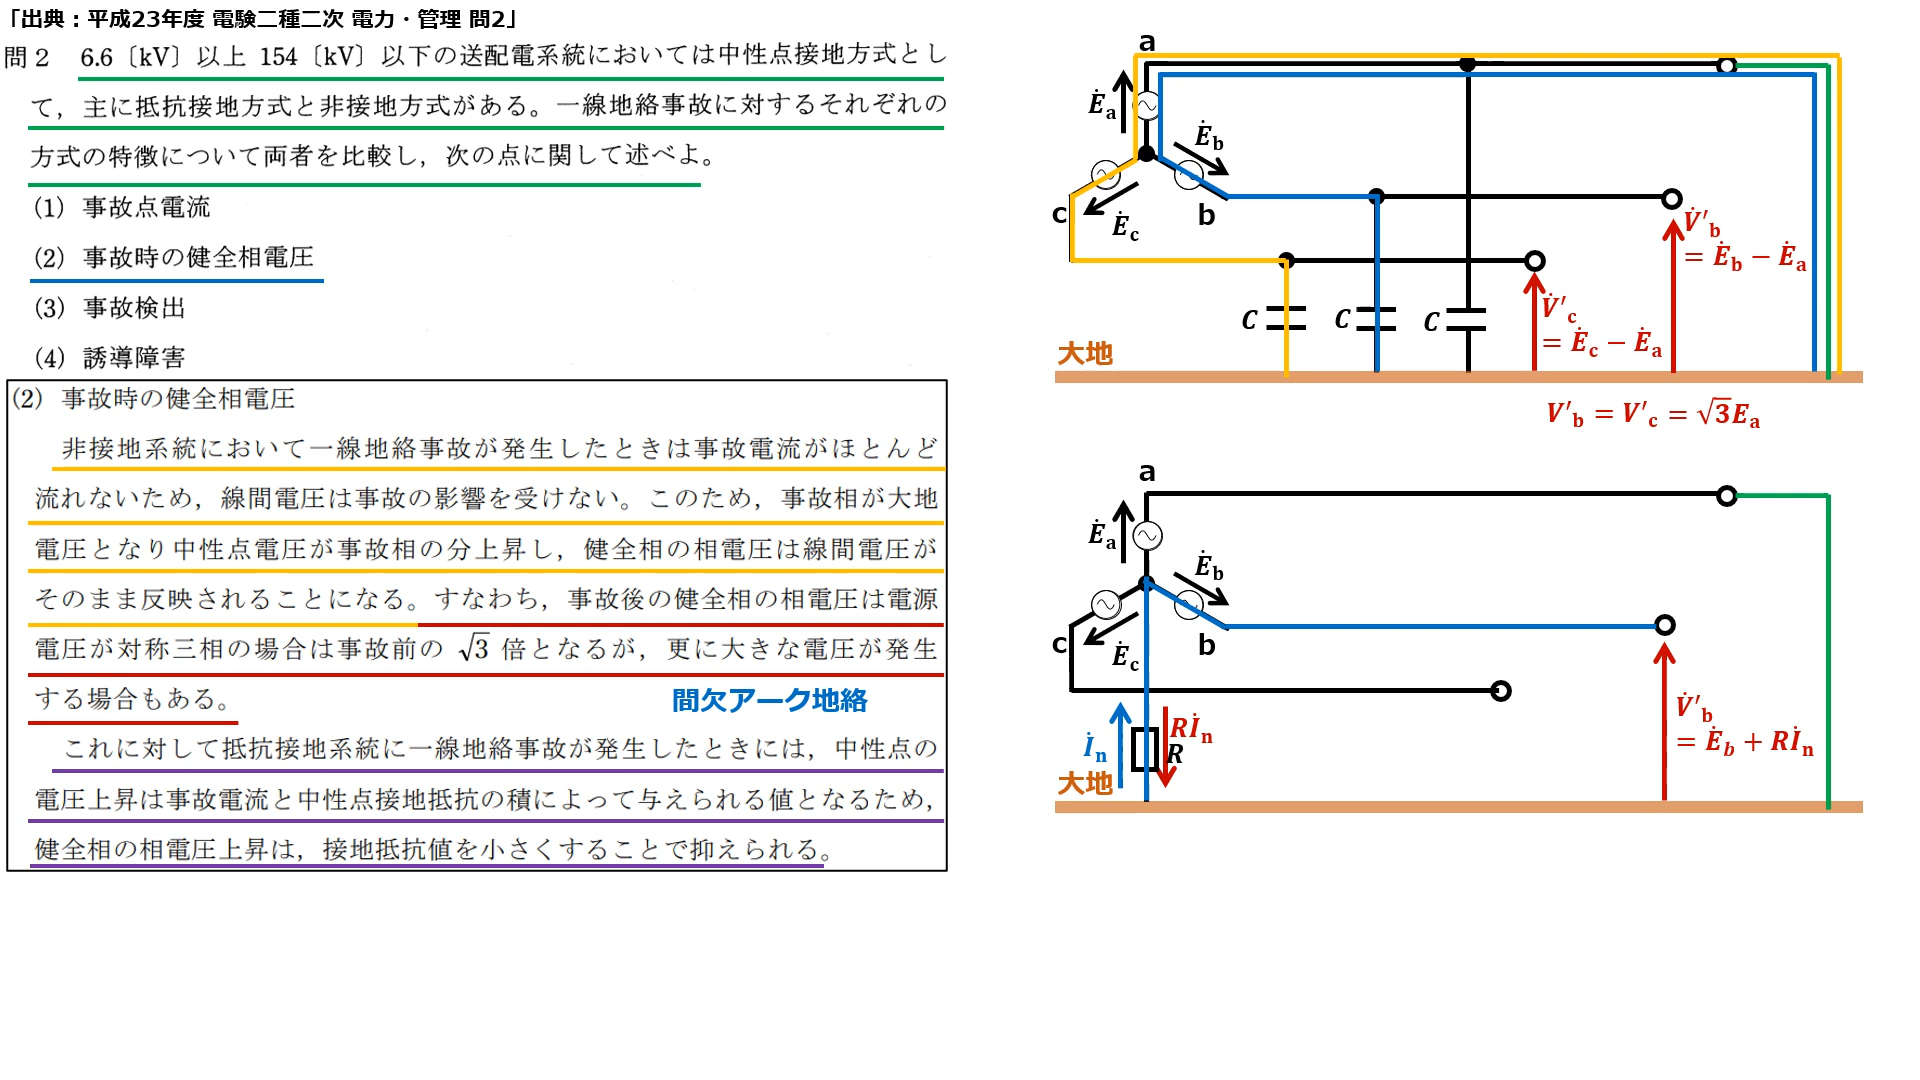 「出典：平成23年度 電験二種二次 電力・管理 問2」
問２　6.6〔kV〕以上 154〔kV〕以下の送配電系統においては中性点接地方式とし
て，主に抵抗接地方式と非接地方式がある。一線地絡事故に対するそれぞれの
方式の特徴について両者を比較し，次の点に関して述べよ。
(1) 事故点電流
(2) 事故時の健全相電圧
(3) 事故検出
(4) 誘導障害
(2) 事故時の健全相電圧
非接地系統において一線地絡事故が発生したときは事故電流がほとんど
流れないため，線間電圧は事故の影響を受けない。このため，事故相が大地
電圧となり中性点電圧が事故相の分上昇し，健全相の相電圧は線間電圧が
そのまま反映されることになる。すなわち，事故後の健全相の相電圧は電源
電圧が対称三相の場合は事故前の √3 倍となるが，更に大きな電圧が発生
する場合もある。
間欠アーク地絡
これに対して抵抗接地系統に一線地絡事故が発生したときには，中性点の
電圧上昇は事故電流と中性点接地抵抗の積によって与えられる値となるため，
健全相の相電圧上昇は，接地抵抗値を小さくすることで抑えられる。
a
Ėa
Ėb
c
Ėc
b
V̇′b
= Ėb − Ėa
C
C
C
V̇′c
= Ėc − Ėa
大地
V′b = V′c = √3Ea
a
Ėa
Ėb
c
Ėc
b
V̇′b
= Ėb + Rİn
İn
Rİn
R
大地